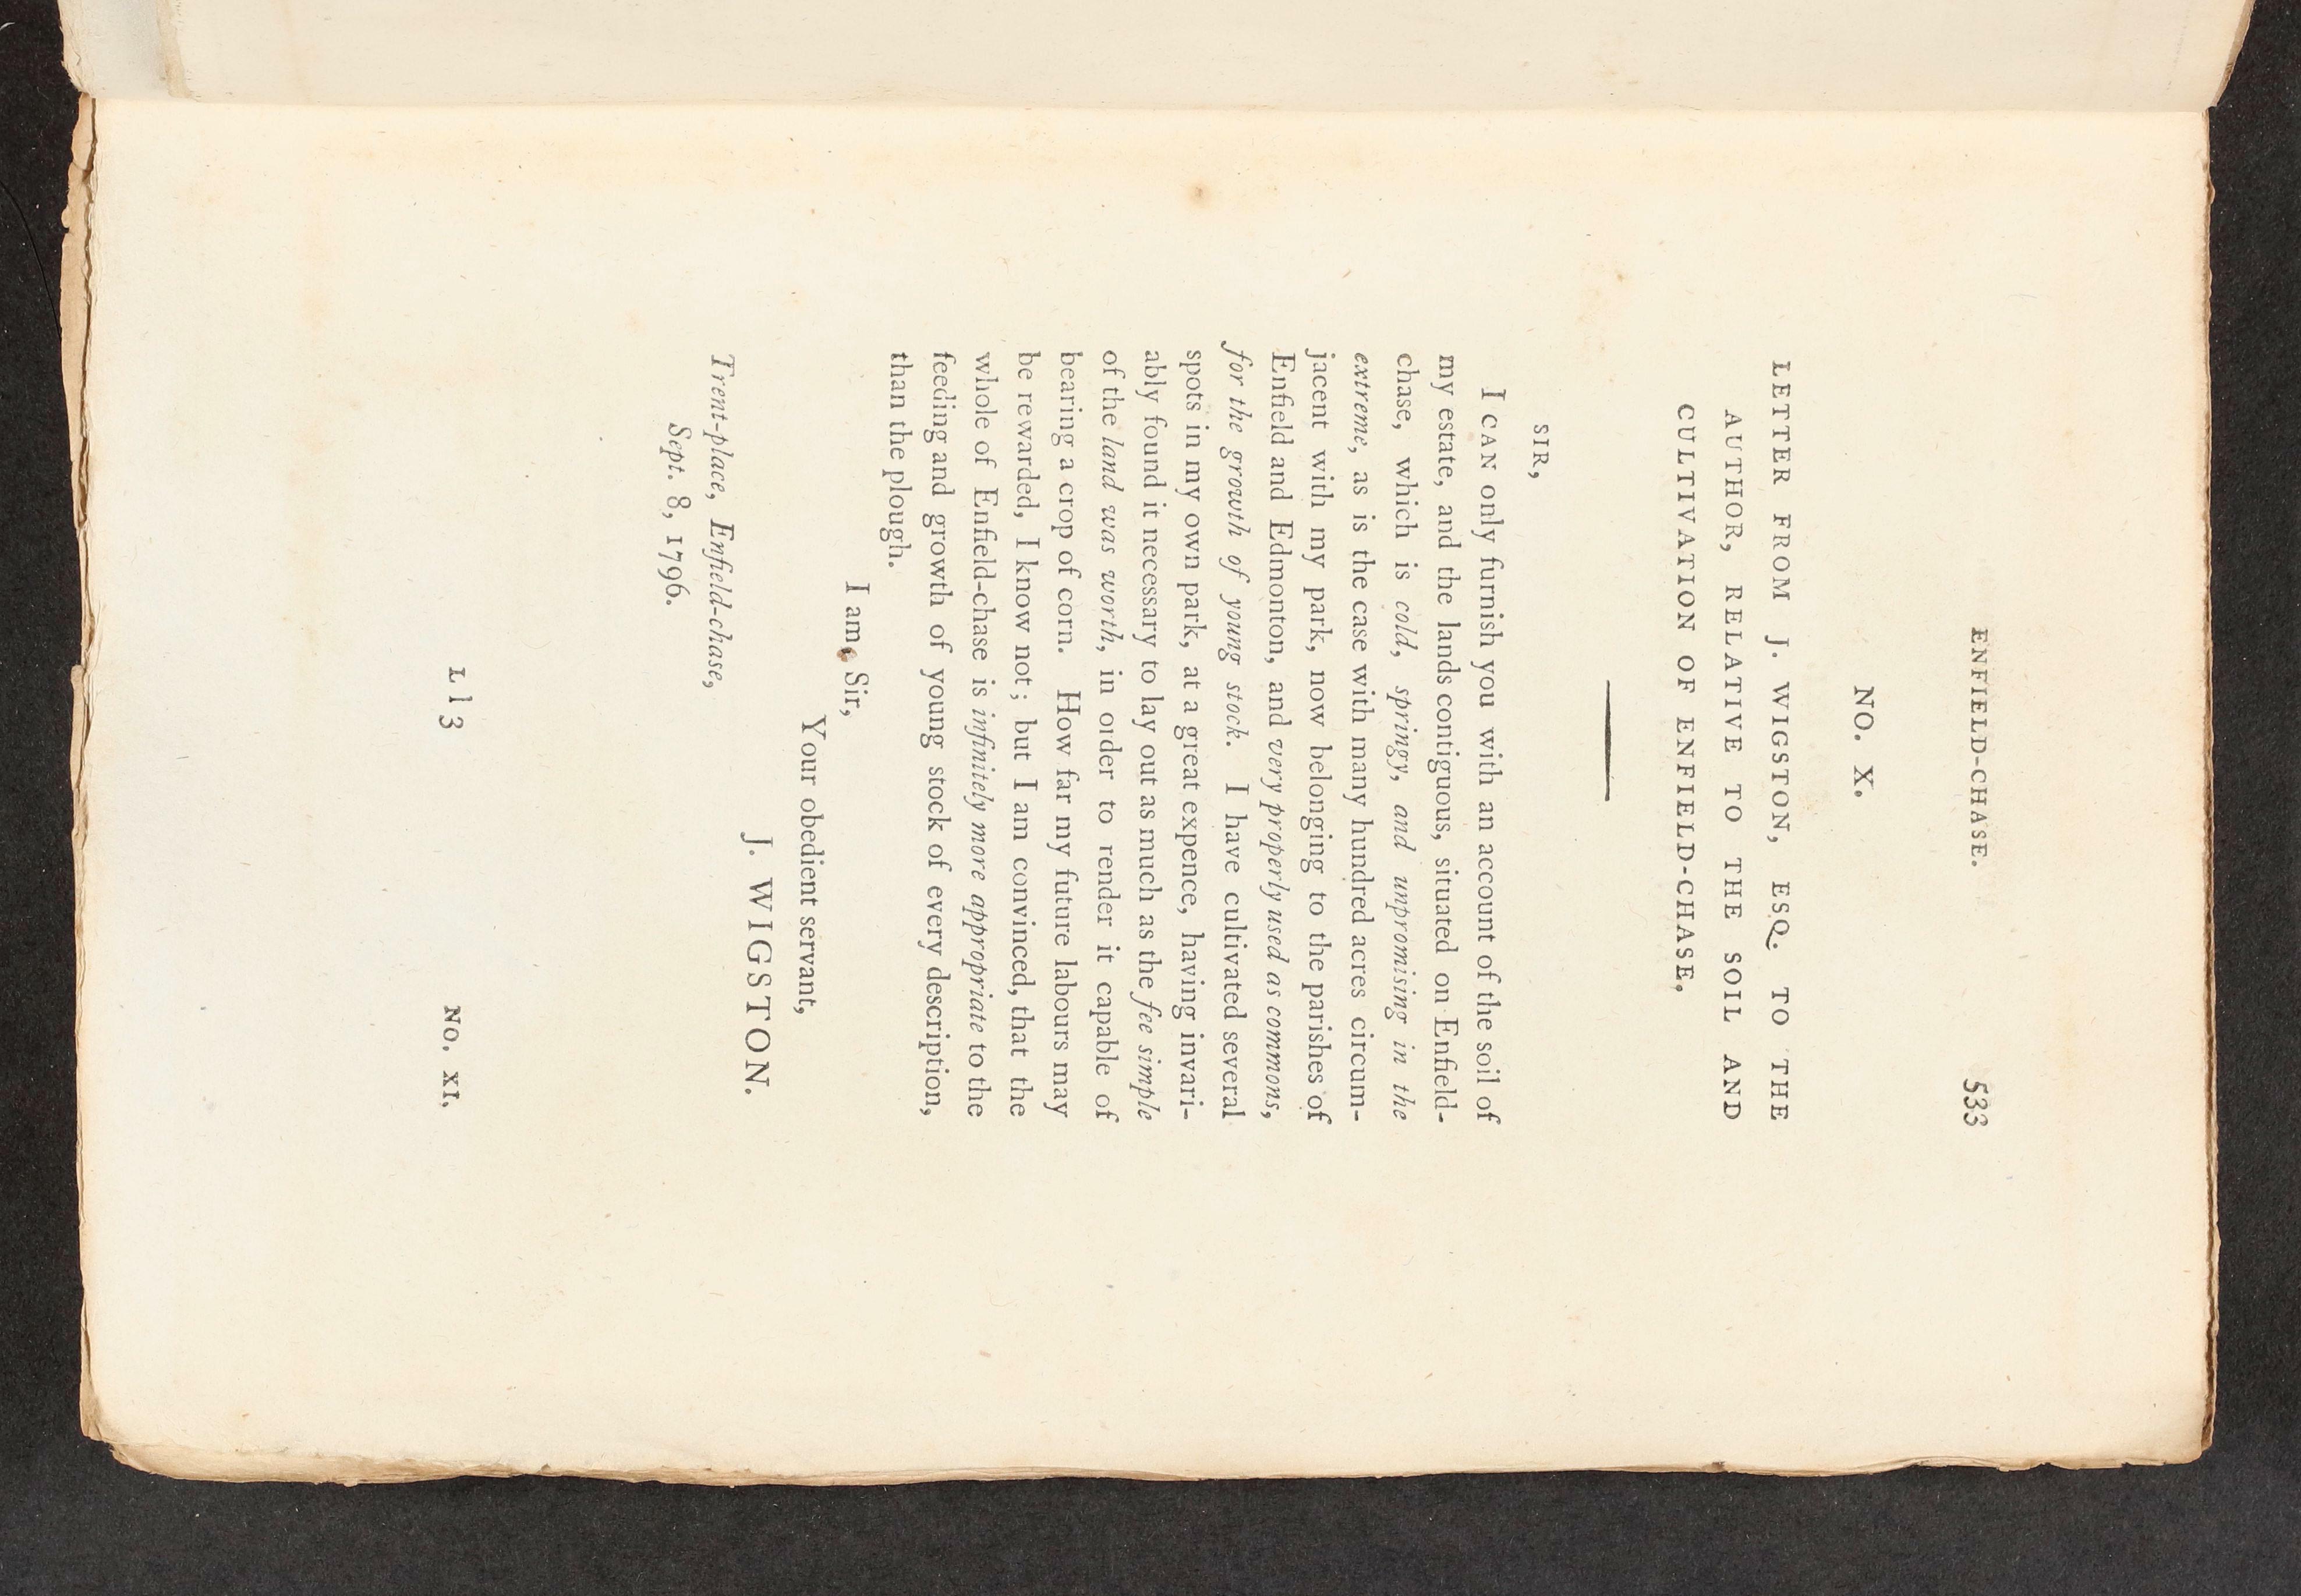 ENFIELD-CHASE. 533
NO. X.
LETTER FROM J. WIGSTON, ESQ. TO THE
AUTHOR, RELATIVE TO THE SOIL AND
CULTIVATION OF ENFIELD-CHASE.
SIR,
I CAN only furnish you with an account of the soil of
my estate, and the lands contiguous, situated on Enfield-
chase, which is cold, springy, and unpromising in the
extreme, as is the case with many hundred acres circum-
jacent with my park, now belonging to the parishes of
Enfield and Edmonton, and very properly used as commons,
for the growth of young stock. I have cultivated several
spots in my own park, at a great expence, having invari-
ably found it necessary to lay out as much as the fee simple
of the land was worth, in order to render it capable of
bearing a crop of corn. How far my future labours may
be rewarded, I know not; but I am convinced, that the
whole of Enfield-chase is infinitely more appropriate to the
feeding and growth of young stock of every description,
than the plough.
I am, Sir,
Your obedient servant,
J. WIGSTON.
Trent-place, Enfield-chase,
Sept. 8, 1796.
L l 3 NO. XI.